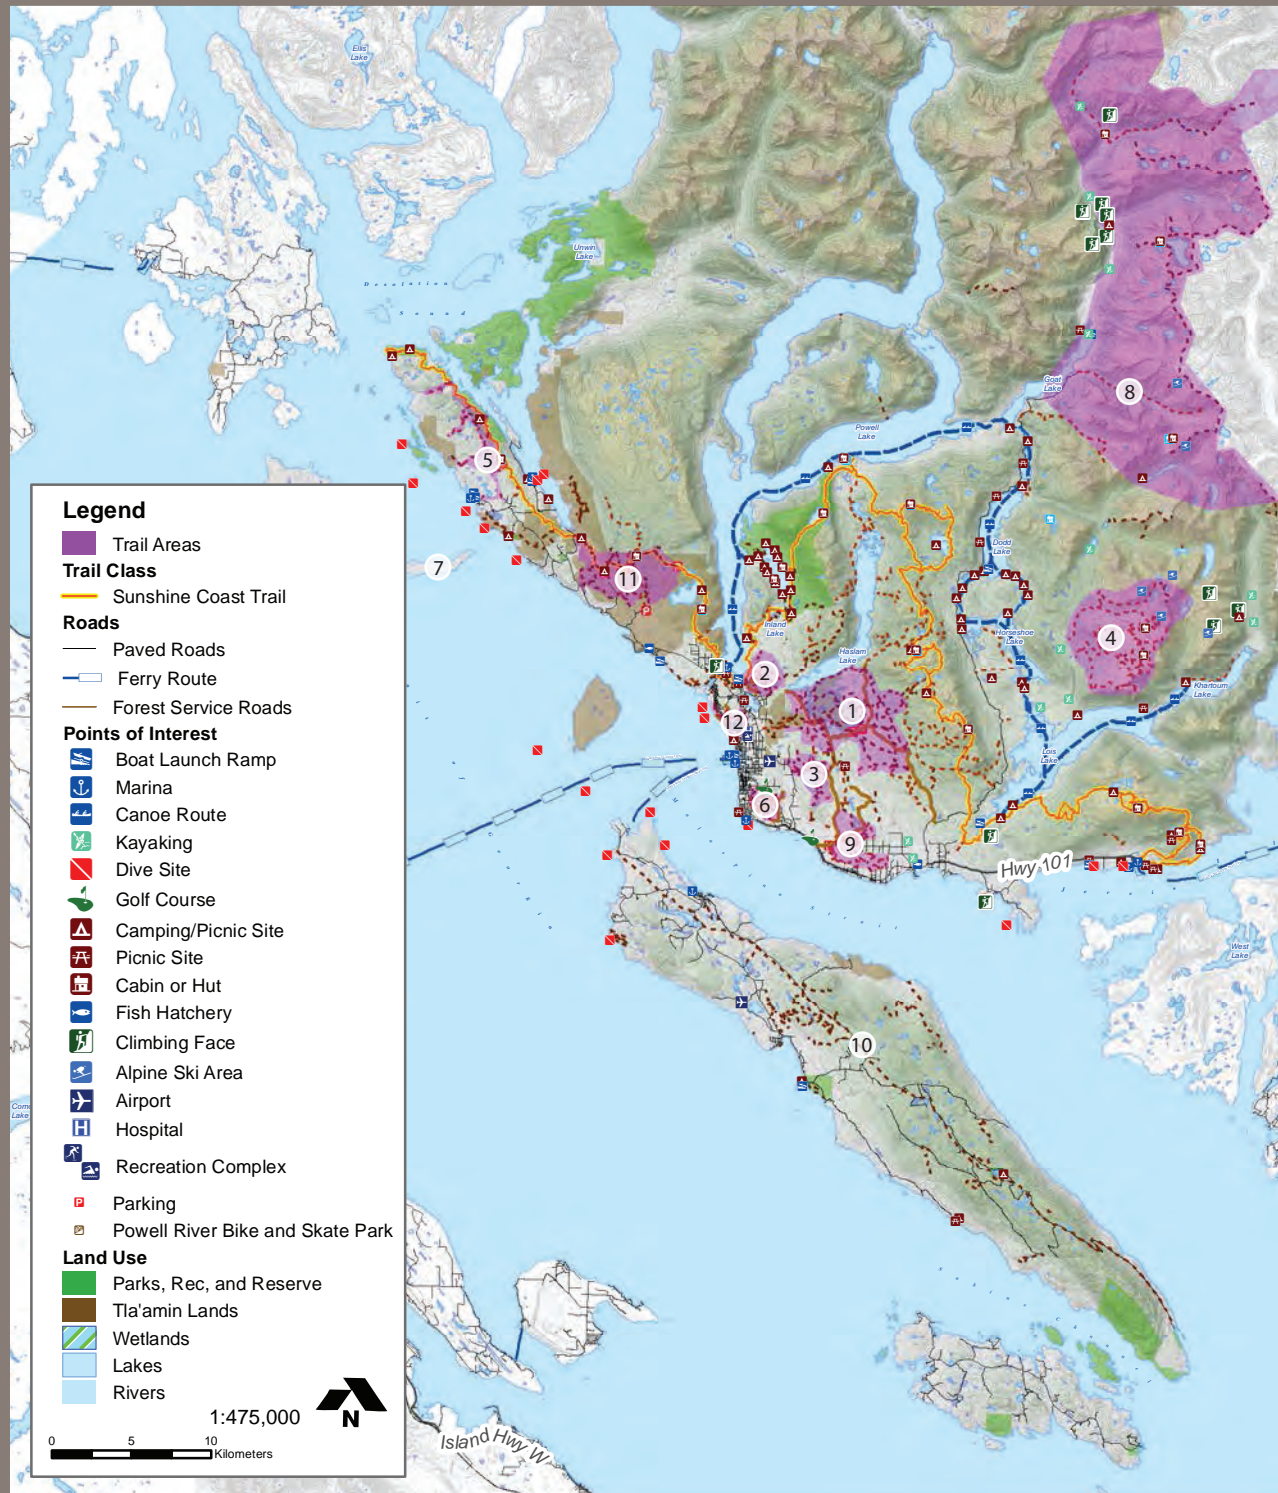 Ellis
Lake
Unwin
Lake
Desolation
Sound
Goat
Lake
8
Powell
Lake
5
Legend
Trail Areas
Trail Class
Sunshine Coast Trail
Roads
Paved Roads
Ferry Route
Forest Service Roads
Points of Interest
Boat Launch Ramp
Marina
Canoe Route
Kayaking
Dive Site
Golf Course
Camping/Picnic Site
Picnic Site
Cabin or Hut
Fish Hatchery
Climbing Face
Alpine Ski Area
Airport
H Hospital
Recreation Complex
P Parking
Powell River Bike and Skate Park
Land Use
Parks, Rec, and Reserve
Tla'amin Lands
Wetlands
Lakes
Rivers
1:475,000
N
0 5 10
Kilometers
7
11
P
Dodd
Lake
Inland
Lake
Horseshoe
Lake
4
Haslam
Lake
2
Khartoum
Lake
1
12
Lois
Lake
3
6
9
Hwy 101
West
Lake
10
Lake
Island Hwy W